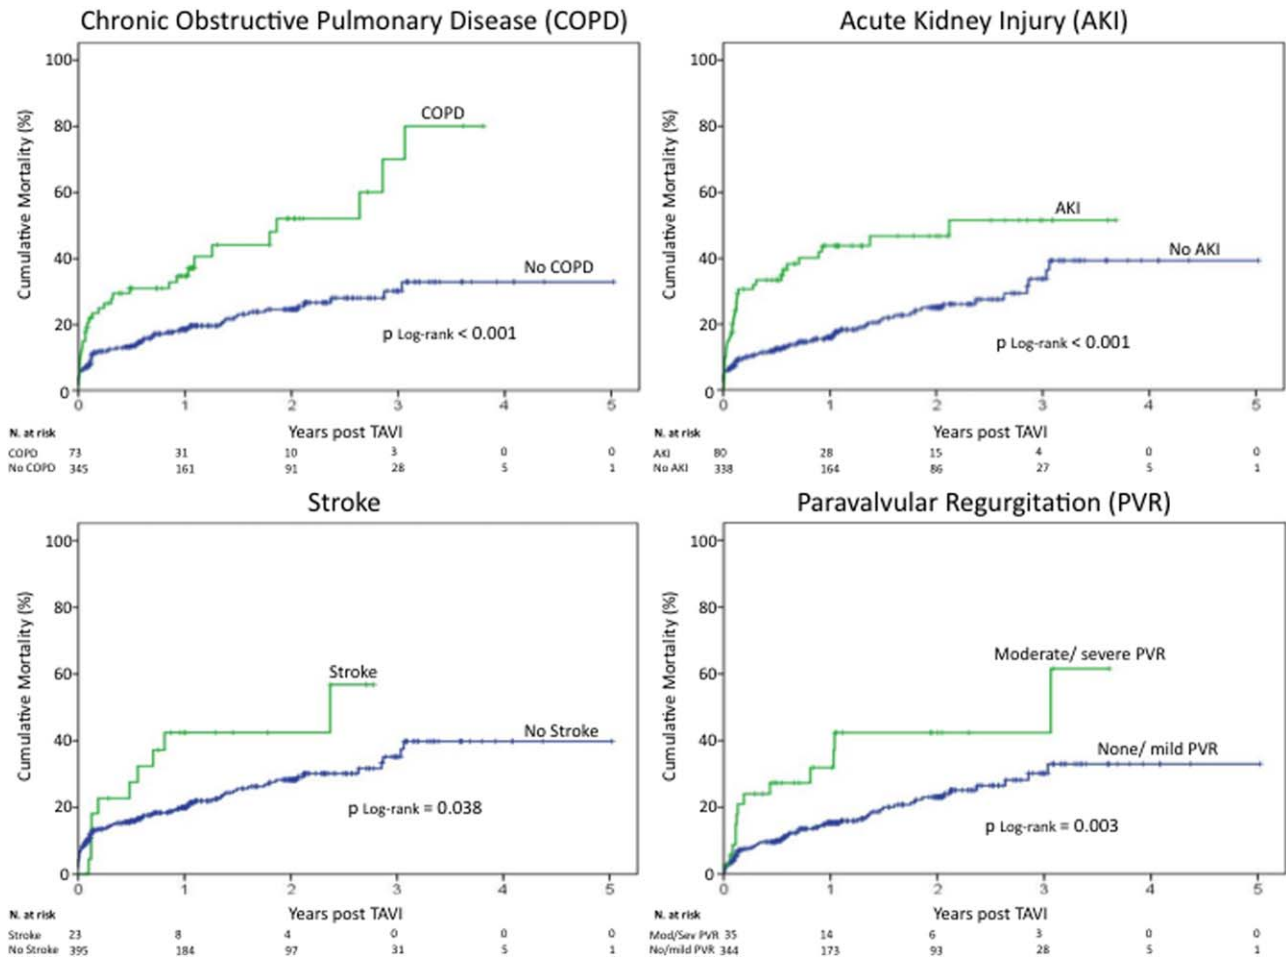 Chronic Obstructive Pulmonary Disease (COPD)
Cumulative Mortality (%)
100
80
60
40
20
0
COPD
No COPD
p Log-rank < 0.001
0 1 2 3 4 5
Years post TAVI
N. at risk
COPD 73 31 10 3 0 0
No COPD 345 161 91 28 5 1
Acute Kidney Injury (AKI)
Cumulative Mortality (%)
100
80
60
40
20
0
AKI
No AKI
p Log-rank < 0.001
0 1 2 3 4 5
Years post TAVI
N. at risk
AKI 80 28 15 4 0 0
No AKI 338 164 86 27 5 1
Stroke
Cumulative Mortality (%)
100
80
60
40
20
0
Stroke
No Stroke
p Log-rank = 0.038
0 1 2 3 4 5
Years post TAVI
N. at risk
Stroke 23 8 4 0 0 0
No Stroke 395 184 97 31 5 1
Paravalvular Regurgitation (PVR)
Cumulative Mortality (%)
100
80
60
40
20
0
Moderate/ severe PVR
None/ mild PVR
p Log-rank = 0.003
0 1 2 3 4 5
Years post TAVI
N. at risk
Mod/Sev PVR 35 14 6 3 0 0
No/mild PVR 344 173 93 28 5 1